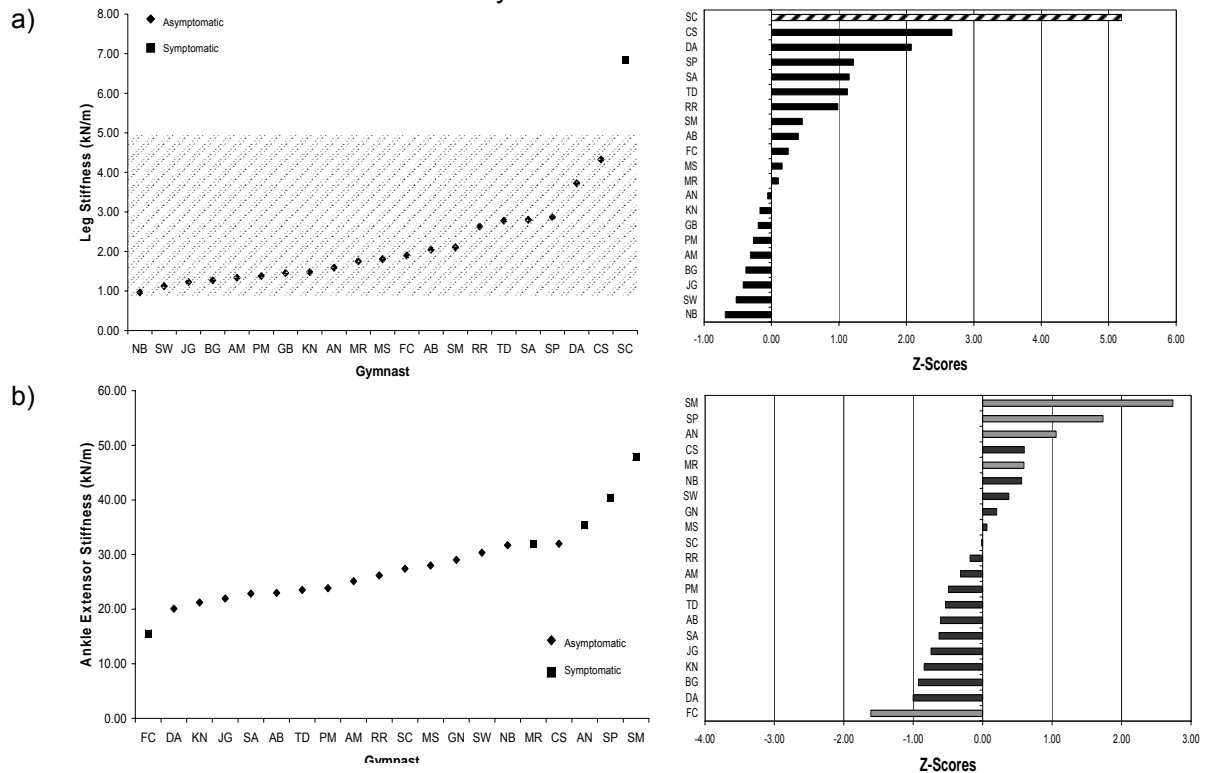 a)
Asymptomatic
Symptomatic
8.00
7.00
6.00
5.00
4.00
3.00
2.00
1.00
0.00
Leg Stiffness (kN/m)
NB SW JG BG AM PM GB KN AN MR MS FC AB SM RR TD SA SP DA CS SC
Gymnast
SC
CS
DA
SP
SA
TD
RR
SM
AB
FC
MS
MR
AN
KN
GB
PM
AM
BG
JG
SW
NB
-1.00 0.00 1.00 2.00 3.00 4.00 5.00 6.00
Z-Scores
b)
60.00
50.00
40.00
30.00
20.00
10.00
0.00
Ankle Extensor Stiffness (kN/m)
Asymptomatic
Symptomatic
FC DA KN JG SA AB TD PM AM RR SC MS GN SW NB MR CS AN SP SM
Gymnast
SM
SP
AN
CS
MR
NB
SW
GN
MS
SC
RR
AM
PM
TD
AB
SA
JG
KN
BG
DA
FC
-4.00 -3.00 -2.00 -1.00 0.00 1.00 2.00 3.00
Z-Scores